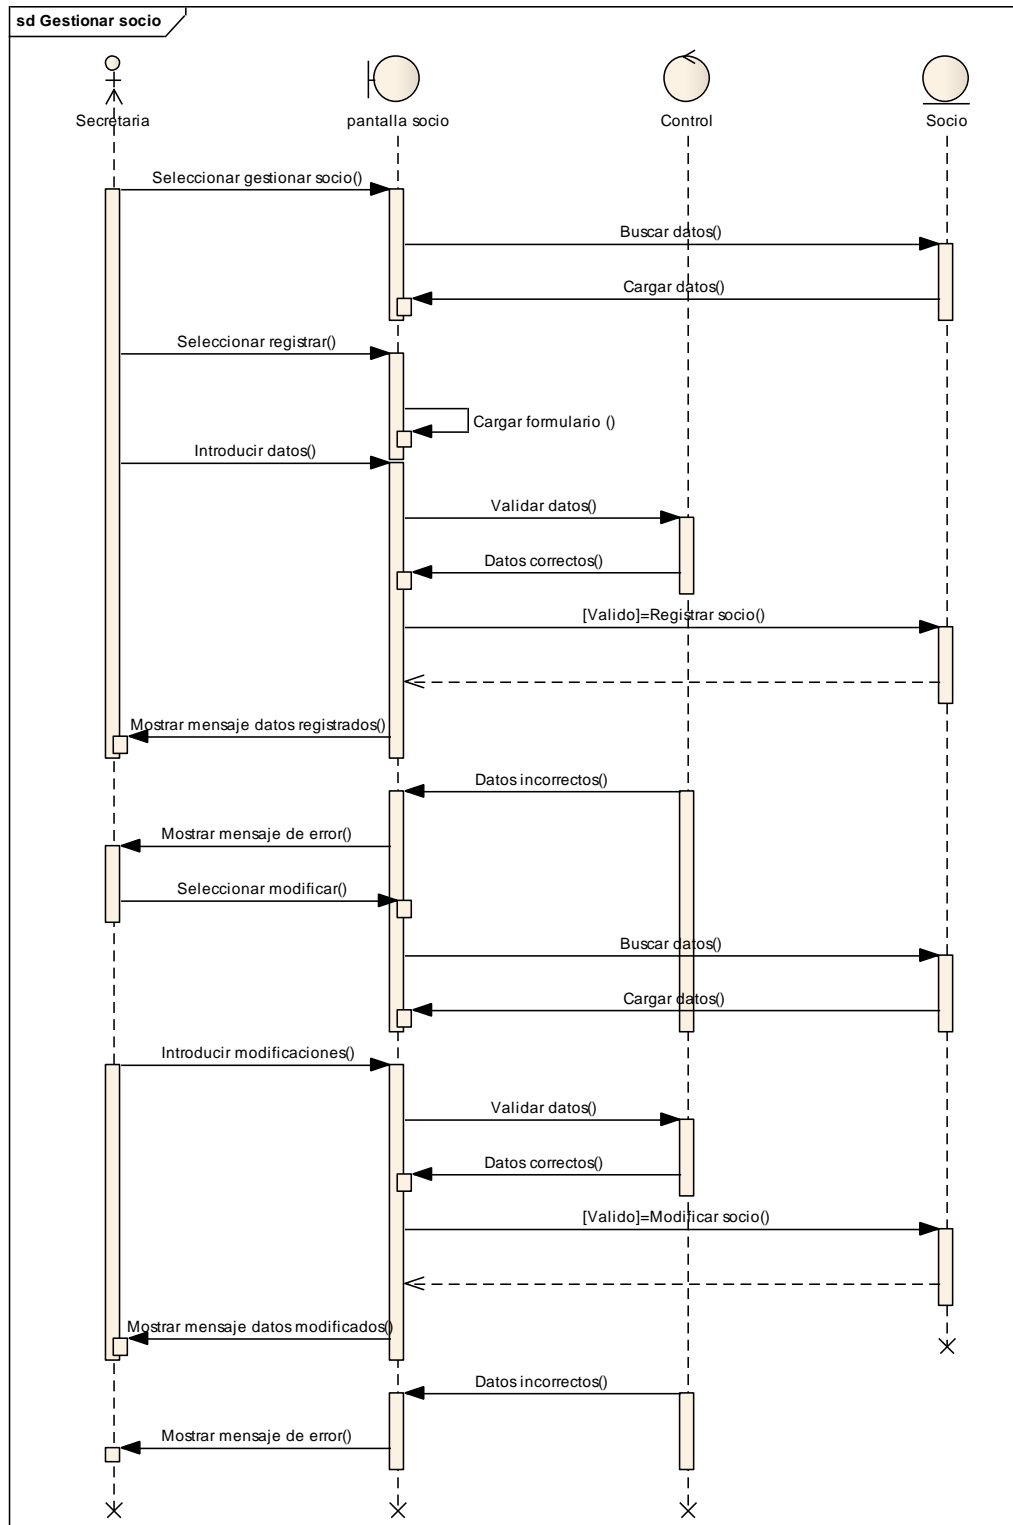 sd Gestionar socio
Secretaria
pantalla socio
Control
Socio
Seleccionar gestionar socio()
Buscar datos()
Cargar datos()
Seleccionar registrar()
Cargar formulario ()
Introducir datos()
Validar datos()
Datos correctos()
[Valido]=Registrar socio()
Mostrar mensaje datos registrados()
Datos incorrectos()
Mostrar mensaje de error()
Seleccionar modificar()
Buscar datos()
Cargar datos()
Introducir modificaciones()
Validar datos()
Datos correctos()
[Valido]=Modificar socio()
Mostrar mensaje datos modificados()
Datos incorrectos()
Mostrar mensaje de error()